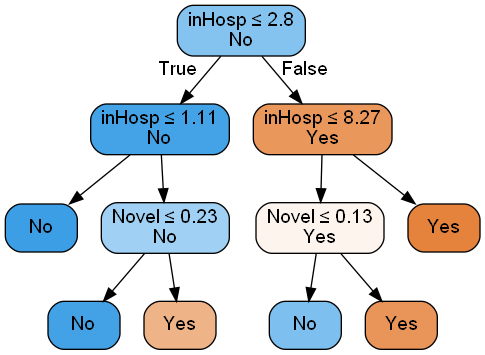 inHosp ≤ 2.8
No
True
False
inHosp ≤ 1.11
No
inHosp ≤ 8.27
Yes
No
Novel ≤ 0.23
No
Novel ≤ 0.13
Yes
Yes
No
Yes
No
Yes